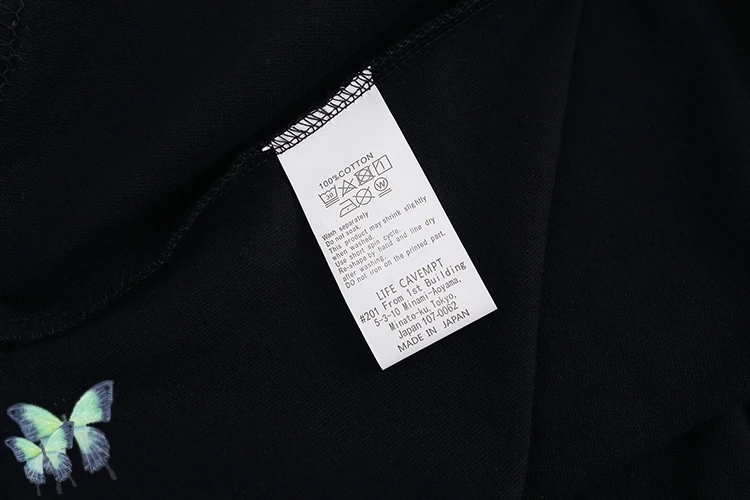 100%COTTON
30
W
Wash separately
Do not soak.
This product may shrink slightly
when washed.
Use short spin cycle.
Re-shape by hand and line dry
after washing.
DO not iron on the printed part.
LIFE CAVEMPT
#201 From 1st Building
5-3-10 Minami-Aoyama,
Minato-ku, Tokyo,
Japan 107-0062
MADE IN JAPAN